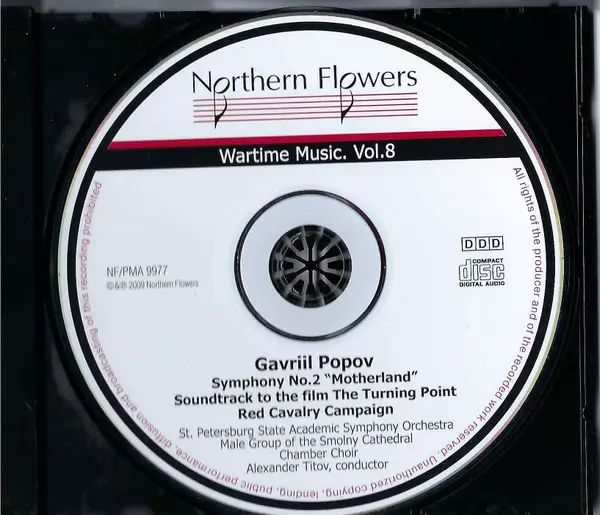 Northern Flowers
Wartime Music. Vol.8
NF/PMA 9977
©&℗ 2009 Northern Flowers
DDD
COMPACT
disc
DIGITAL AUDIO
Gavriil Popov
Symphony No.2 "Motherland"
Soundtrack to the film The Turning Point
Red Cavalry Campaign
St. Petersburg State Academic Symphony Orchestra
Male Group of the Smolny Cathedral
Chamber Choir
Alexander Titov, conductor
All rights of the producer and of the recorded work reserved. Unauthorized copying, lending, public performance, diffusion and broadcasting of this recording prohibited